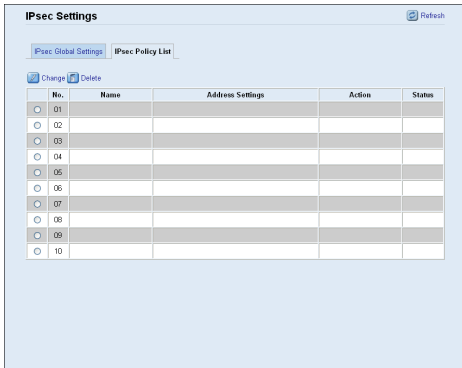 IPsec Settings
Refresh
IPsec Global Settings
IPsec Policy List
Change Delete
No. Name Address Settings Action Status
01
02
03
04
05
06
07
08
09
10